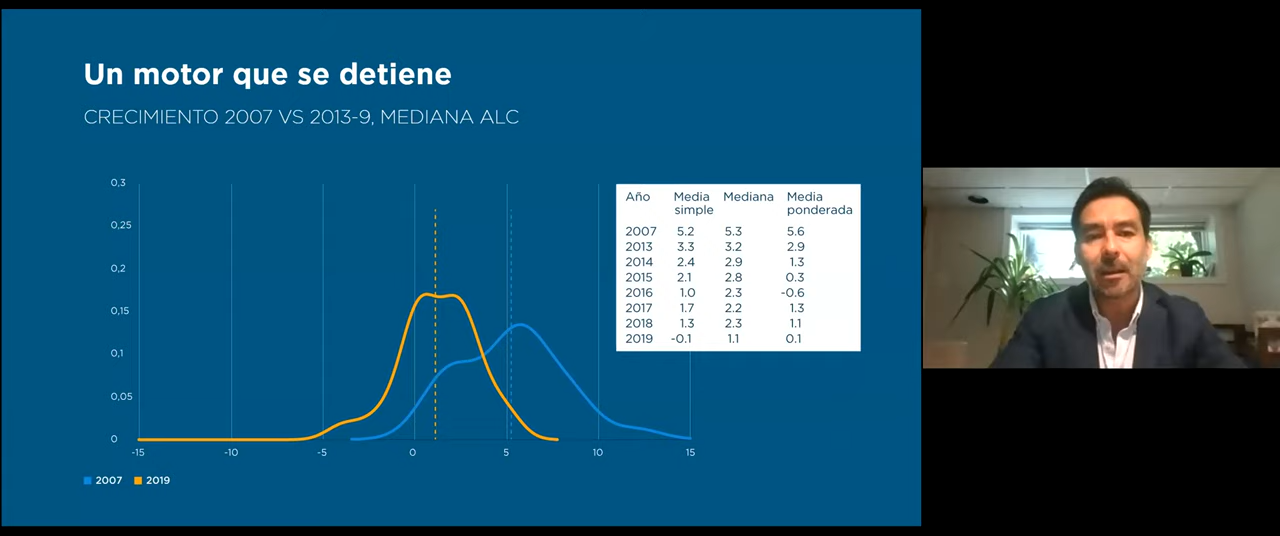 Un motor que se detiene
CRECIMIENTO 2007 VS 2013-9, MEDIANA ALC
0,3
0,25
0,2
0,15
0,1
0,05
0
-15 -10 -5 0 5 10 15
2007 2019
Año Media simple Mediana Media ponderada
2007 5.2 5.3 5.6
2013 3.3 3.2 2.9
2014 2.4 2.9 1.3
2015 2.1 2.8 0.3
2016 1.0 2.3 -0.6
2017 1.7 2.2 1.3
2018 1.3 2.3 1.1
2019 -0.1 1.1 0.1